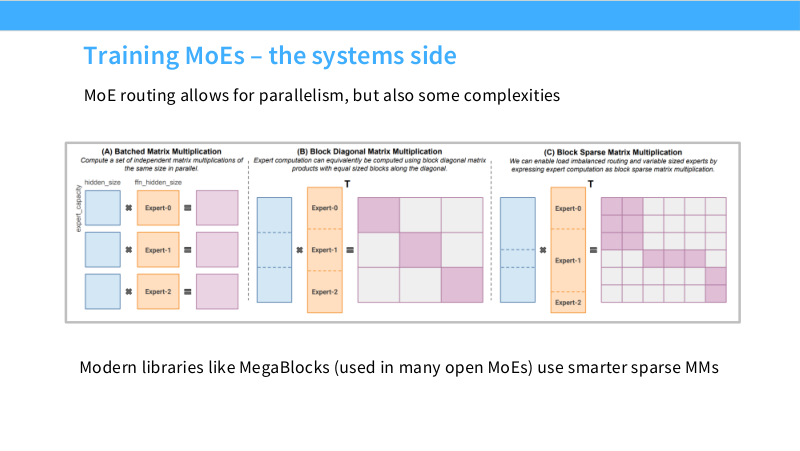 Training MoEs – the systems side
MoE routing allows for parallelism, but also some complexities
(A) Batched Matrix Multiplication
Compute a set of independent matrix multiplications of
the same size in parallel.
hidden_size
ffn_hidden_size
expert_capacity
Expert-0
Expert-1
Expert-2
(B) Block Diagonal Matrix Multiplication
Expert computation can equivalently be computed using block diagonal matrix
products with equal sized blocks along the diagonal.
T
Expert-0
Expert-1
Expert-2
(C) Block Sparse Matrix Multiplication
We can enable load imbalanced routing and variable sized experts by
expressing expert computation as block sparse matrix multiplication.
T
Expert-0
Expert-1
Expert-2
Modern libraries like MegaBlocks (used in many open MoEs) use smarter sparse MMs